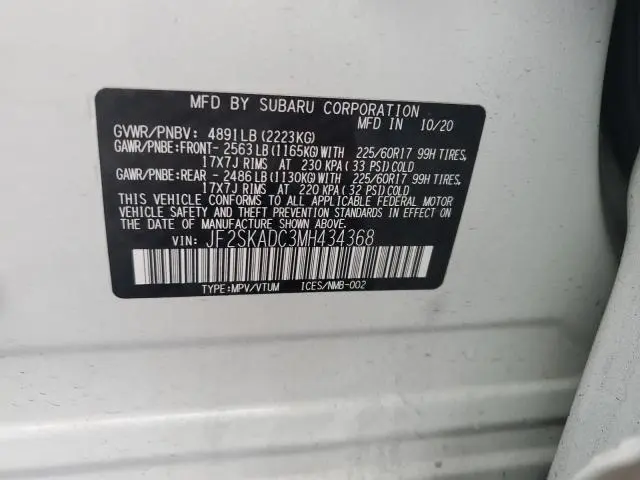 MFD BY SUBARU CORPORATION
MFD IN 10/20
GVWR/PNBV: 4891LB(2223KG)
GAWR/PNBE:FRONT- 2563LB(1165KG)WITH 225/60R17 99H TIRES,
17X7J RIMS AT 230 KPA(33 PSI)COLD
GAWR/PNBE:REAR - 2486LB(1130KG)WITH 225/60R17 99H TIRES,
17X7J RIMS AT 220 KPA(32 PSI)COLD
THIS VEHICLE CONFORMS TO ALL APPLICABLE FEDERAL MOTOR
VEHICLE SAFETY AND THEFT PREVENTION STANDARDS IN EFFECT ON
THE DATE OF MANUFACTURE SHOWN ABOVE.
VIN: JF2SKADC3MH434368
TYPE:MPV/VTUM ICES/NMB-002